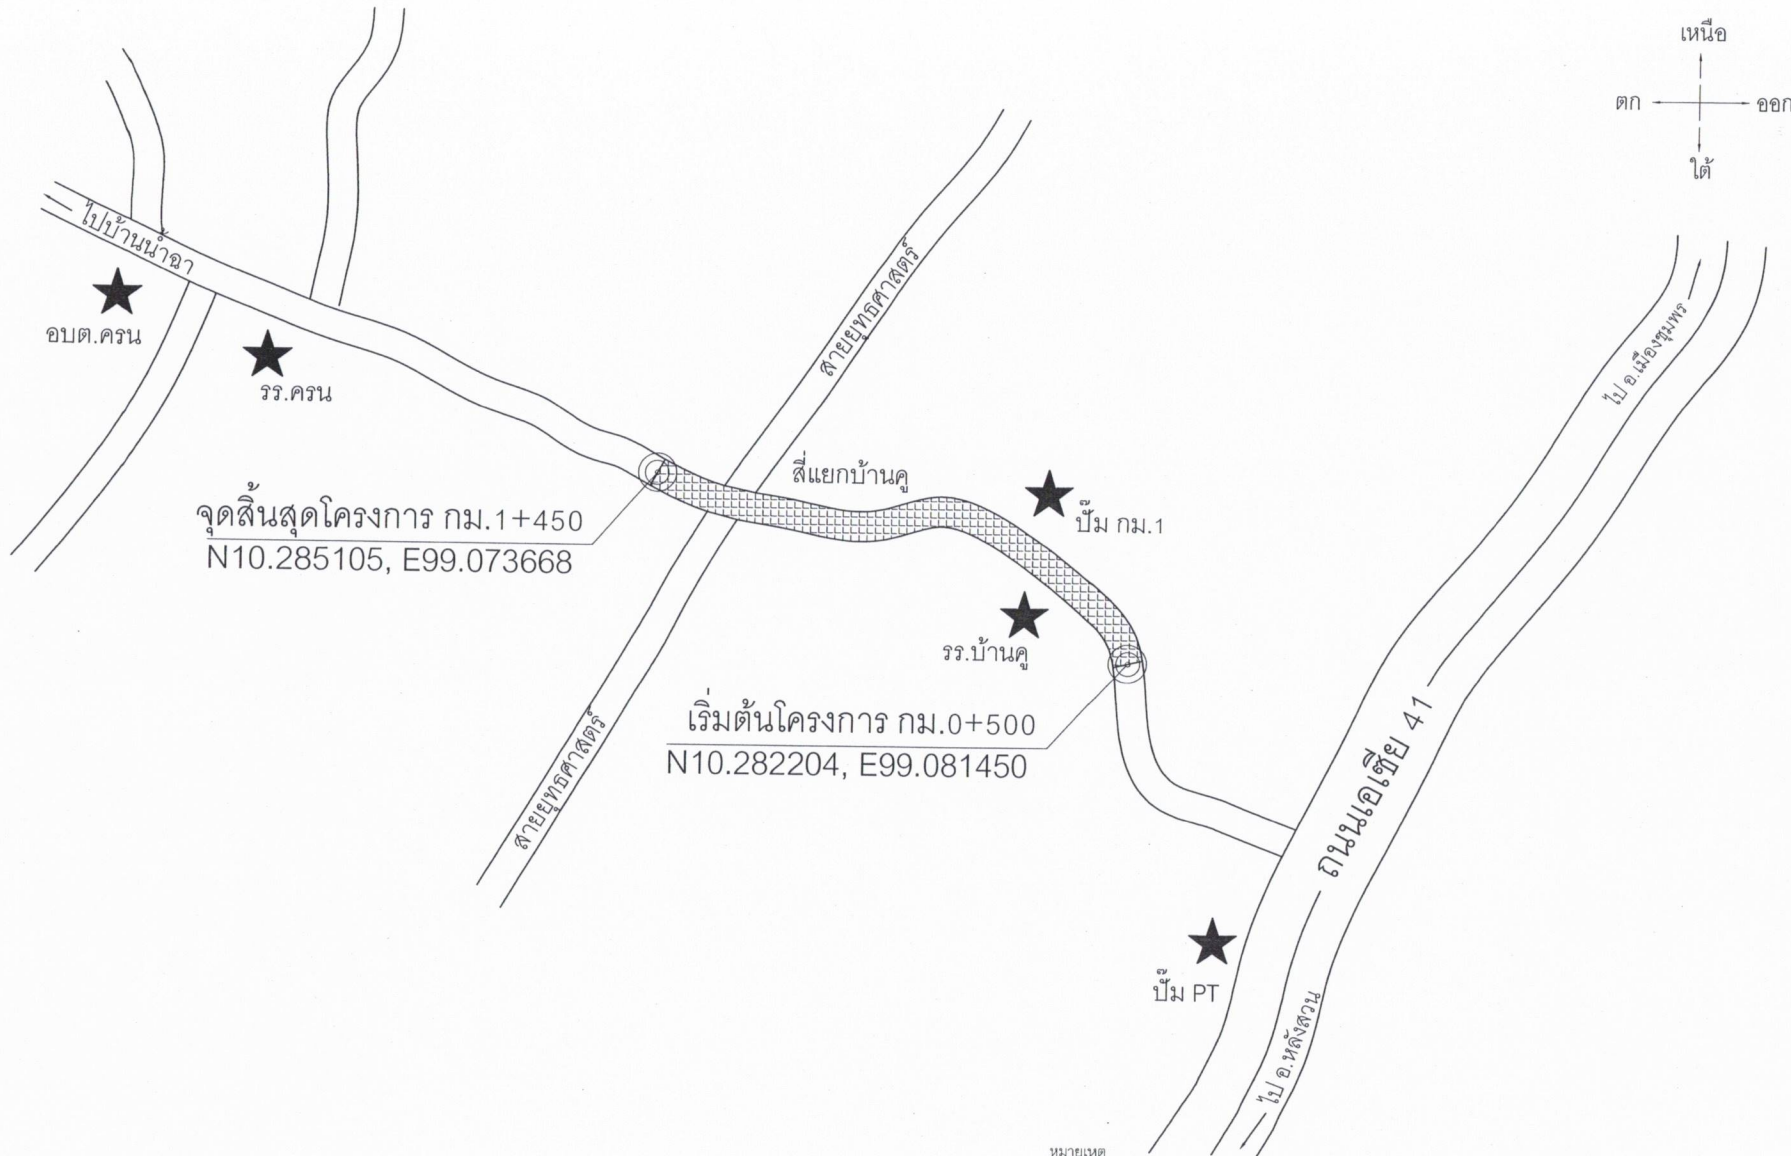 เหนือ
ตก
ออก
ใต้
ไปบ้านน้ำฉา
อบต.ครน
รร.ครน
สายยุทธศาสตร์
สี่แยกบ้านคู
ปั๊ม กม.1
จุดสิ้นสุดโครงการ กม.1+450
N10.285105, E99.073668
รร.บ้านคู
เริ่มต้นโครงการ กม.0+500
N10.282204, E99.081450
สายยุทธศาสตร์
ไป อ.เมืองชุมพร
ถนนเอเซีย 41
ปั๊ม PT
ไป อ.หลังสวน
หมายเหตุ